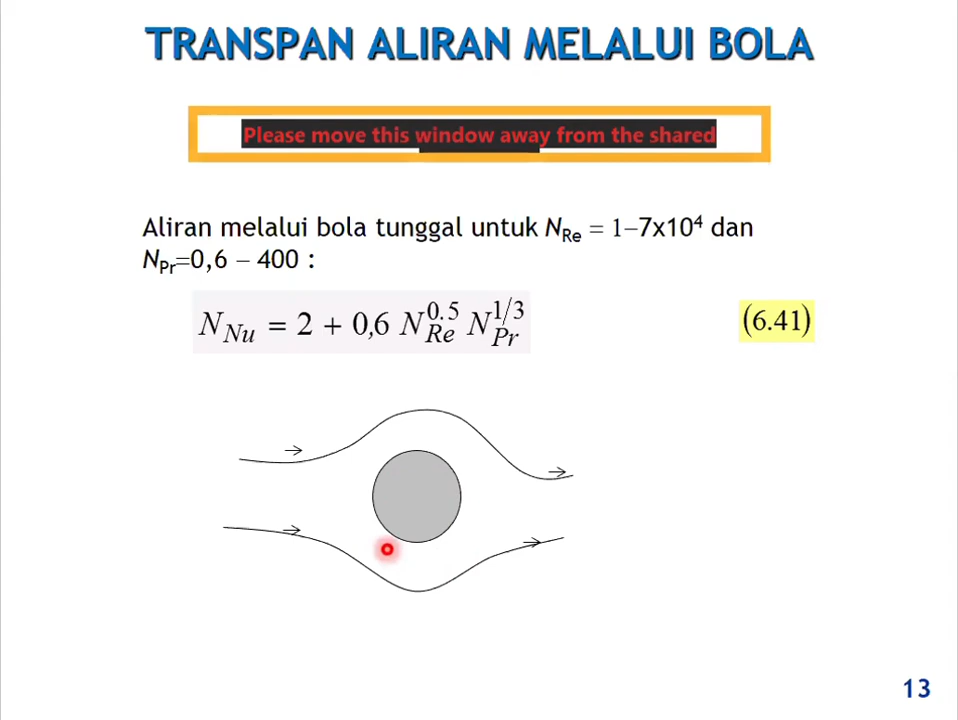 TRANSPAN ALIRAN MELALUI BOLA
Please move this window away from the shared
Aliran melalui bola tunggal untuk N_Re = 1–7x10⁴ dan
N_Pr=0,6 – 400 :
N_Nu = 2 + 0,6 N_Re^0.5 N_Pr^1/3
(6.41)
13